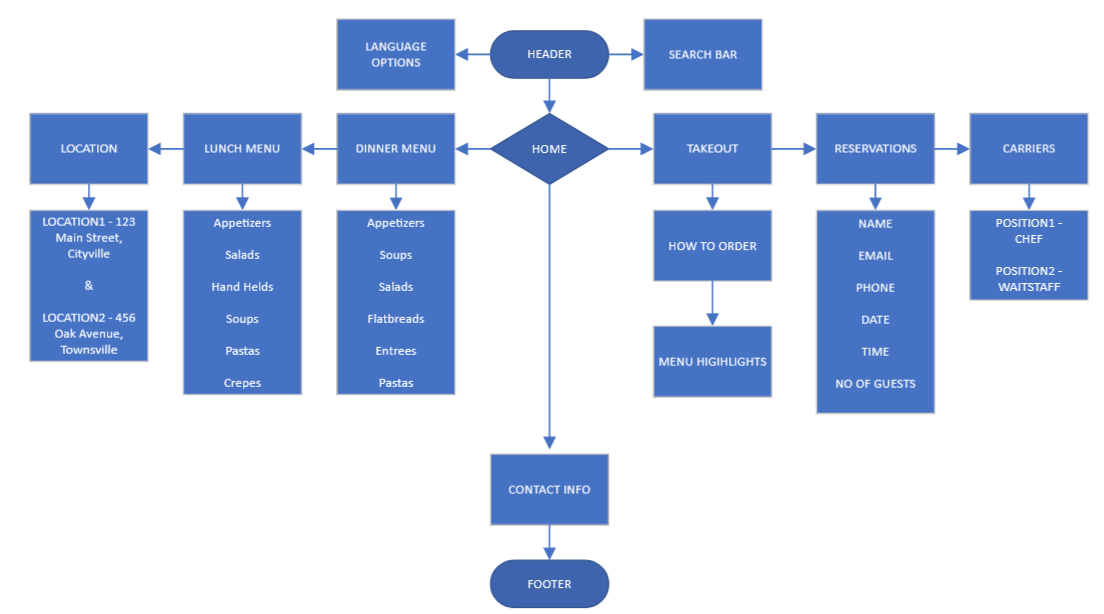 LANGUAGE
OPTIONS
HEADER
SEARCH BAR
LOCATION
LUNCH MENU
DINNER MENU
HOME
TAKEOUT
RESERVATIONS
CARRIERS
LOCATION1 - 123
Main Street,
Cityville
&
LOCATION2 - 456
Oak Avenue,
Townsville
Appetizers
Salads
Hand Helds
Soups
Pastas
Crepes
Appetizers
Soups
Salads
Flatbreads
Entrees
Pastas
HOW TO ORDER
MENU HIGIHLIGHTS
NAME
EMAIL
PHONE
DATE
TIME
NO OF GUESTS
POSITION1 -
CHEF
POSITION2 -
WAITSTAFF
CONTACT INFO
FOOTER